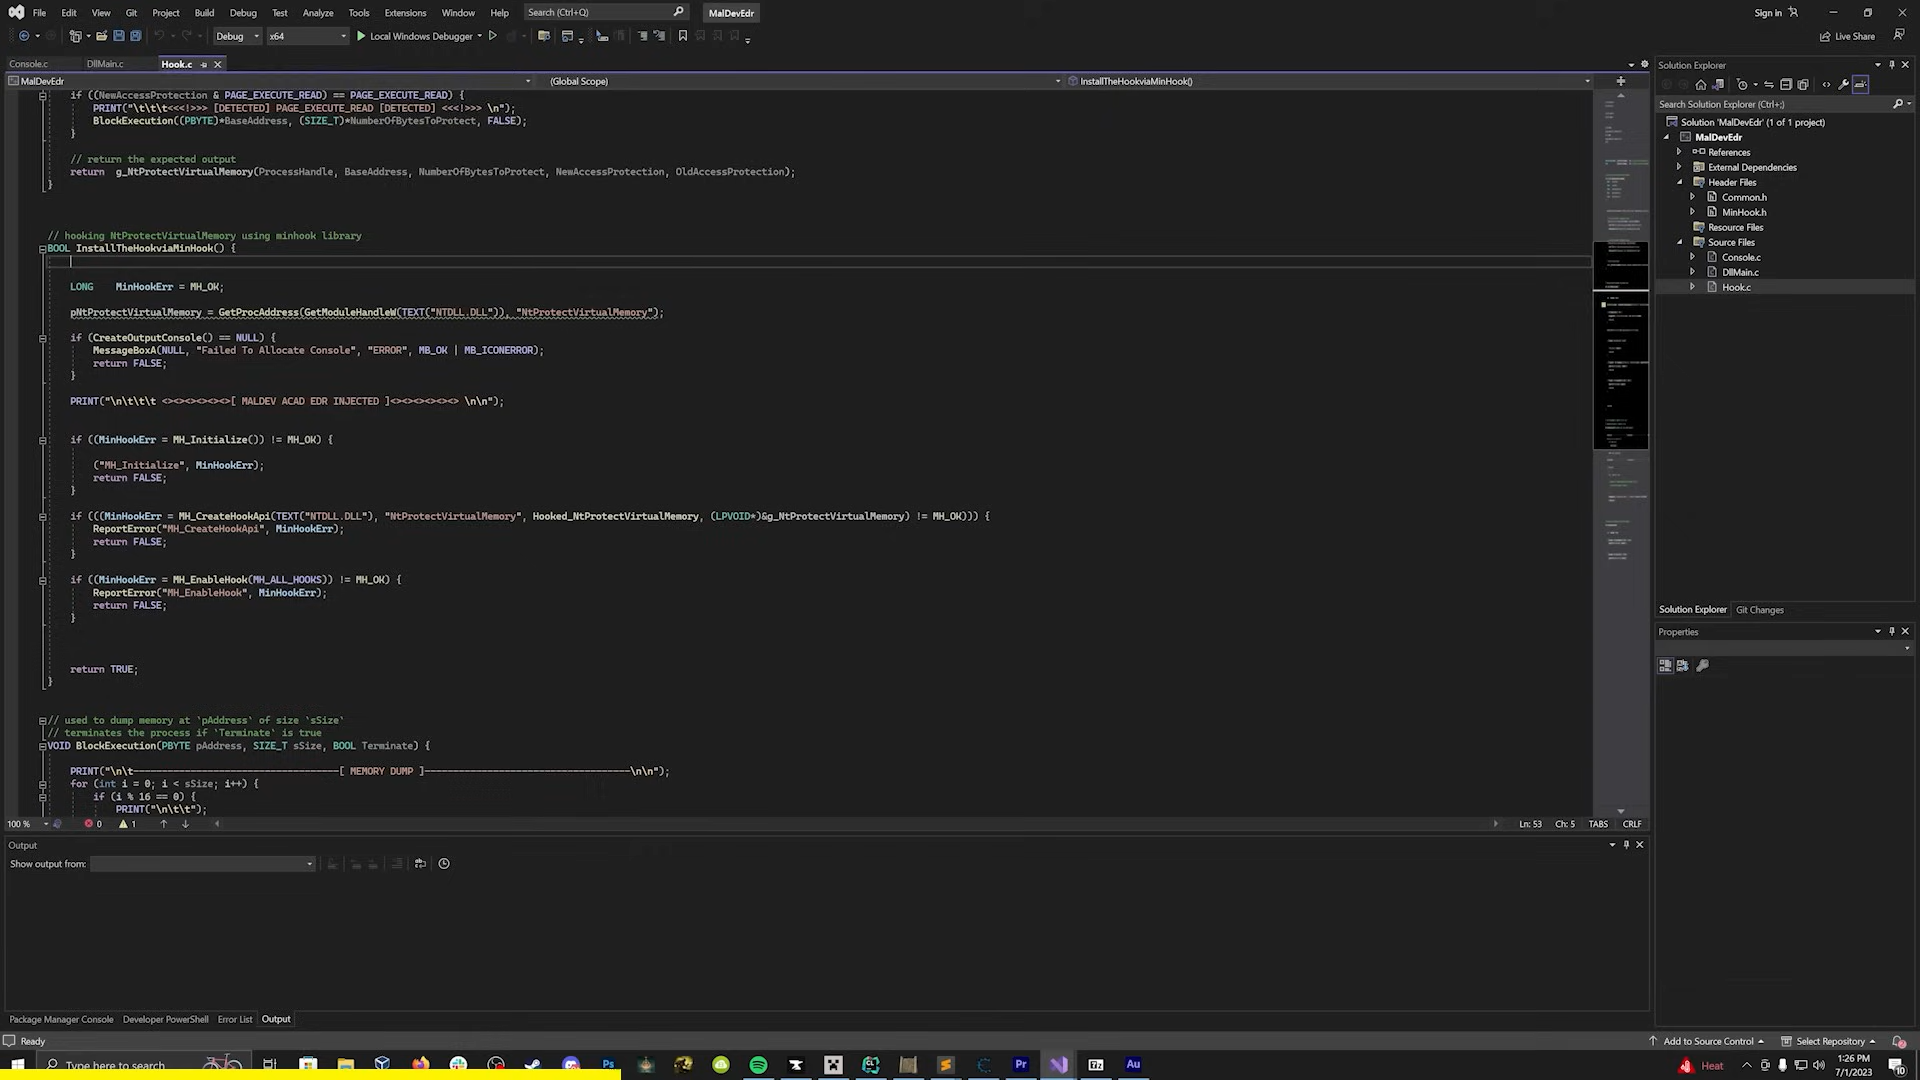 File Edit View Git Project Build Debug Test Analyze Tools Extensions Window Help Search (Ctrl+Q) MalDevEdr Sign in
Debug x64 Local Windows Debugger Live Share
Console.c DllMain.c Hook.c
MalDevEdr (Global Scope) InstallTheHookviaMinHook()
if ((NewAccessProtection & PAGE_EXECUTE_READ) == PAGE_EXECUTE_READ) {
PRINT("\t\t\t<<<!>>> [DETECTED] PAGE_EXECUTE_READ [DETECTED] <<<!>>> \n");
BlockExecution((PBYTE)*BaseAddress, (SIZE_T)*NumberOfBytesToProtect, FALSE);
}
// return the expected output
return g_NtProtectVirtualMemory(ProcessHandle, BaseAddress, NumberOfBytesToProtect, NewAccessProtection, OldAccessProtection);
}
// hooking NtProtectVirtualMemory using minhook library
BOOL InstallTheHookviaMinHook() {
LONG MinHookErr = MH_OK;
pNtProtectVirtualMemory = GetProcAddress(GetModuleHandleW(TEXT("NTDLL.DLL")), "NtProtectVirtualMemory");
if (CreateOutputConsole() == NULL) {
MessageBoxA(NULL, "Failed To Allocate Console", "ERROR", MB_OK | MB_ICONERROR);
return FALSE;
}
PRINT("\n\t\t\t <><><><><><>[ MALDEV ACAD EDR INJECTED ]<><><><><><> \n\n");
if ((MinHookErr = MH_Initialize()) != MH_OK) {
("MH_Initialize", MinHookErr);
return FALSE;
}
if (((MinHookErr = MH_CreateHookApi(TEXT("NTDLL.DLL"), "NtProtectVirtualMemory", Hooked_NtProtectVirtualMemory, (LPVOID*)&g_NtProtectVirtualMemory) != MH_OK))) {
ReportError("MH_CreateHookApi", MinHookErr);
return FALSE;
}
if ((MinHookErr = MH_EnableHook(MH_ALL_HOOKS)) != MH_OK) {
ReportError("MH_EnableHook", MinHookErr);
return FALSE;
}
return TRUE;
}
// used to dump memory at `pAddress` of size `sSize`
// terminates the process if `Terminate` is true
VOID BlockExecution(PBYTE pAddress, SIZE_T sSize, BOOL Terminate) {
PRINT("\n\t------------------------------------[ MEMORY DUMP ]------------------------------------\n\n");
for (int i = 0; i < sSize; i++) {
if (i % 16 == 0) {
PRINT("\n\t\t");
100 % 0 1 Ln: 53 Ch: 5 TABS CRLF
Output
Show output from:
Package Manager Console Developer PowerShell Error List Output
Solution Explorer
Search Solution Explorer (Ctrl+;)
Solution 'MalDevEdr' (1 of 1 project)
MalDevEdr
References
External Dependencies
Header Files
Common.h
MinHook.h
Resource Files
Source Files
Console.c
DllMain.c
Hook.c
Solution Explorer Git Changes
Properties
Ready Add to Source Control Select Repository
Type here to search Ps Pr Au Heat 1:26 PM
7/1/2023 10